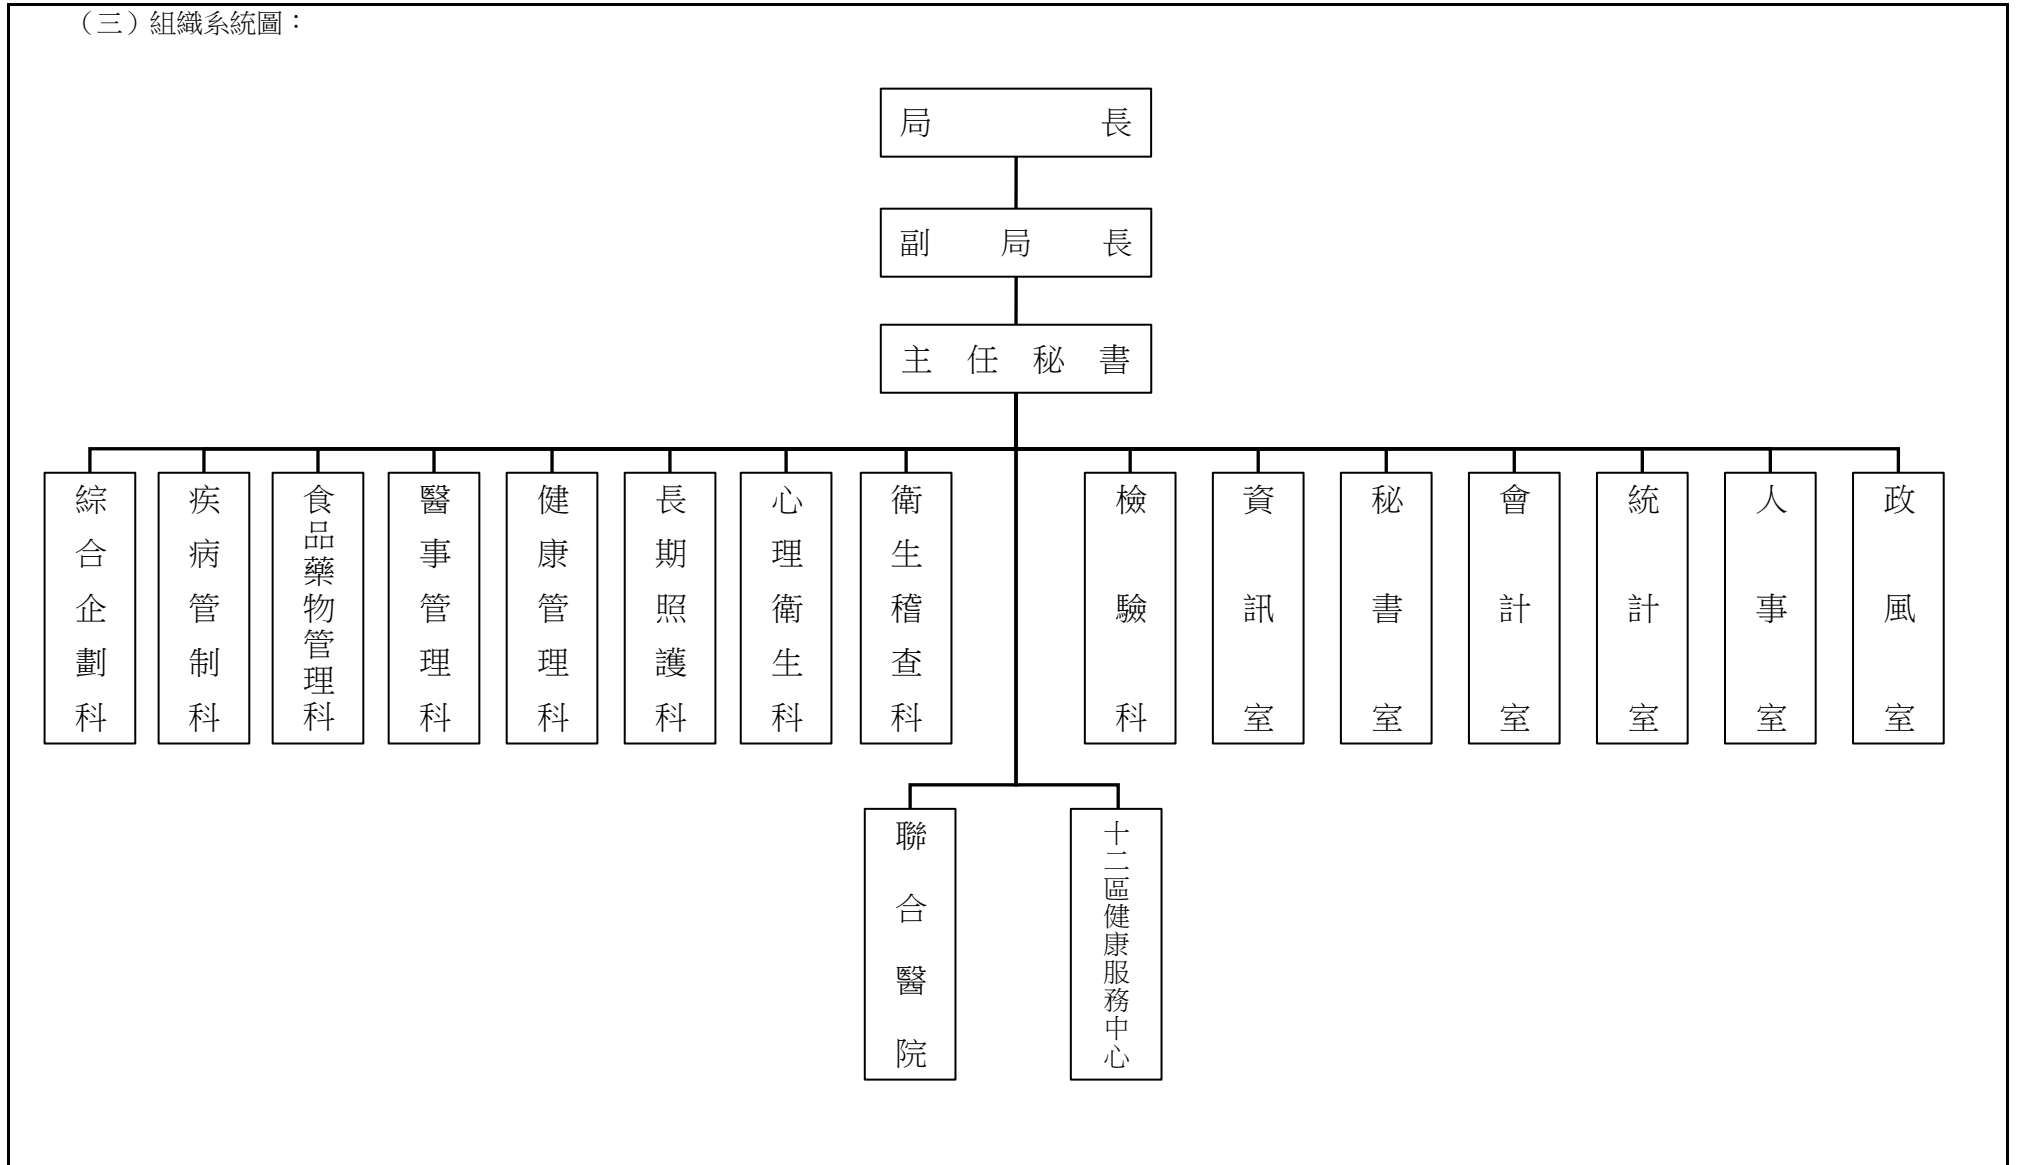 （三）組織系統圖：
局長
副局長
主任秘書
綜合企劃科
疾病管制科
食品藥物管理科
醫事管理科
健康管理科
長期照護科
心理衛生科
衛生稽查科
檢驗科
資訊室
秘書室
會計室
統計室
人事室
政風室
聯合醫院
十二區健康服務中心